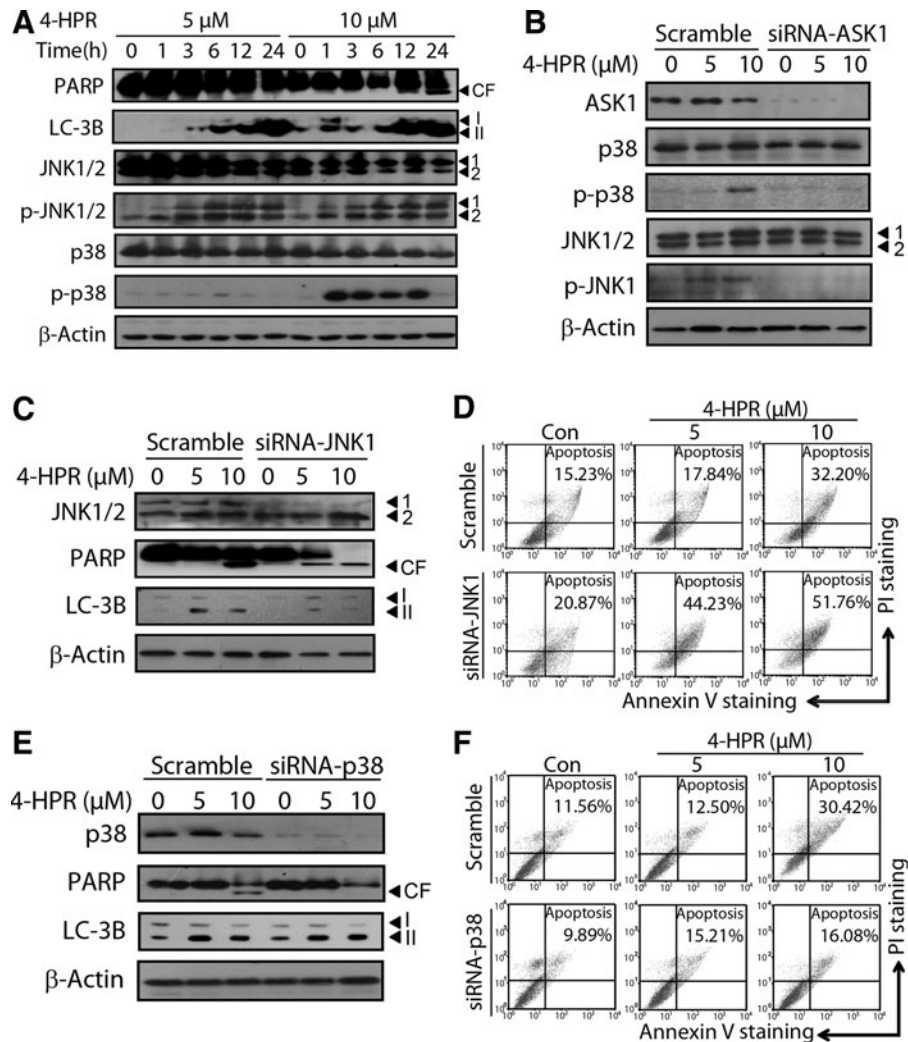 A
4-HPR 5 μM 10 μM
Time(h) 0 1 3 6 12 24 0 1 3 6 12 24
PARP CF
LC-3B I
II
JNK1/2 1
2
p-JNK1/2 1
2
p38
p-p38
β-Actin
B
Scramble siRNA-ASK1
4-HPR (μM) 0 5 10 0 5 10
ASK1
p38
p-p38
JNK1/2 1
2
p-JNK1
β-Actin
C
Scramble siRNA-JNK1
4-HPR (μM) 0 5 10 0 5 10
JNK1/2 1
2
PARP CF
LC-3B I
II
β-Actin
D
4-HPR (μM)
Con 5 10
Scramble
Apoptosis Apoptosis Apoptosis
15.23% 17.84% 32.20%
siRNA-JNK1
Apoptosis Apoptosis Apoptosis
20.87% 44.23% 51.76%
PI staining
Annexin V staining
E
Scramble siRNA-p38
4-HPR (μM) 0 5 10 0 5 10
p38
PARP CF
LC-3B I
II
β-Actin
F
4-HPR (μM)
Con 5 10
Scramble
Apoptosis Apoptosis Apoptosis
11.56% 12.50% 30.42%
siRNA-p38
Apoptosis Apoptosis Apoptosis
9.89% 15.21% 16.08%
PI staining
Annexin V staining